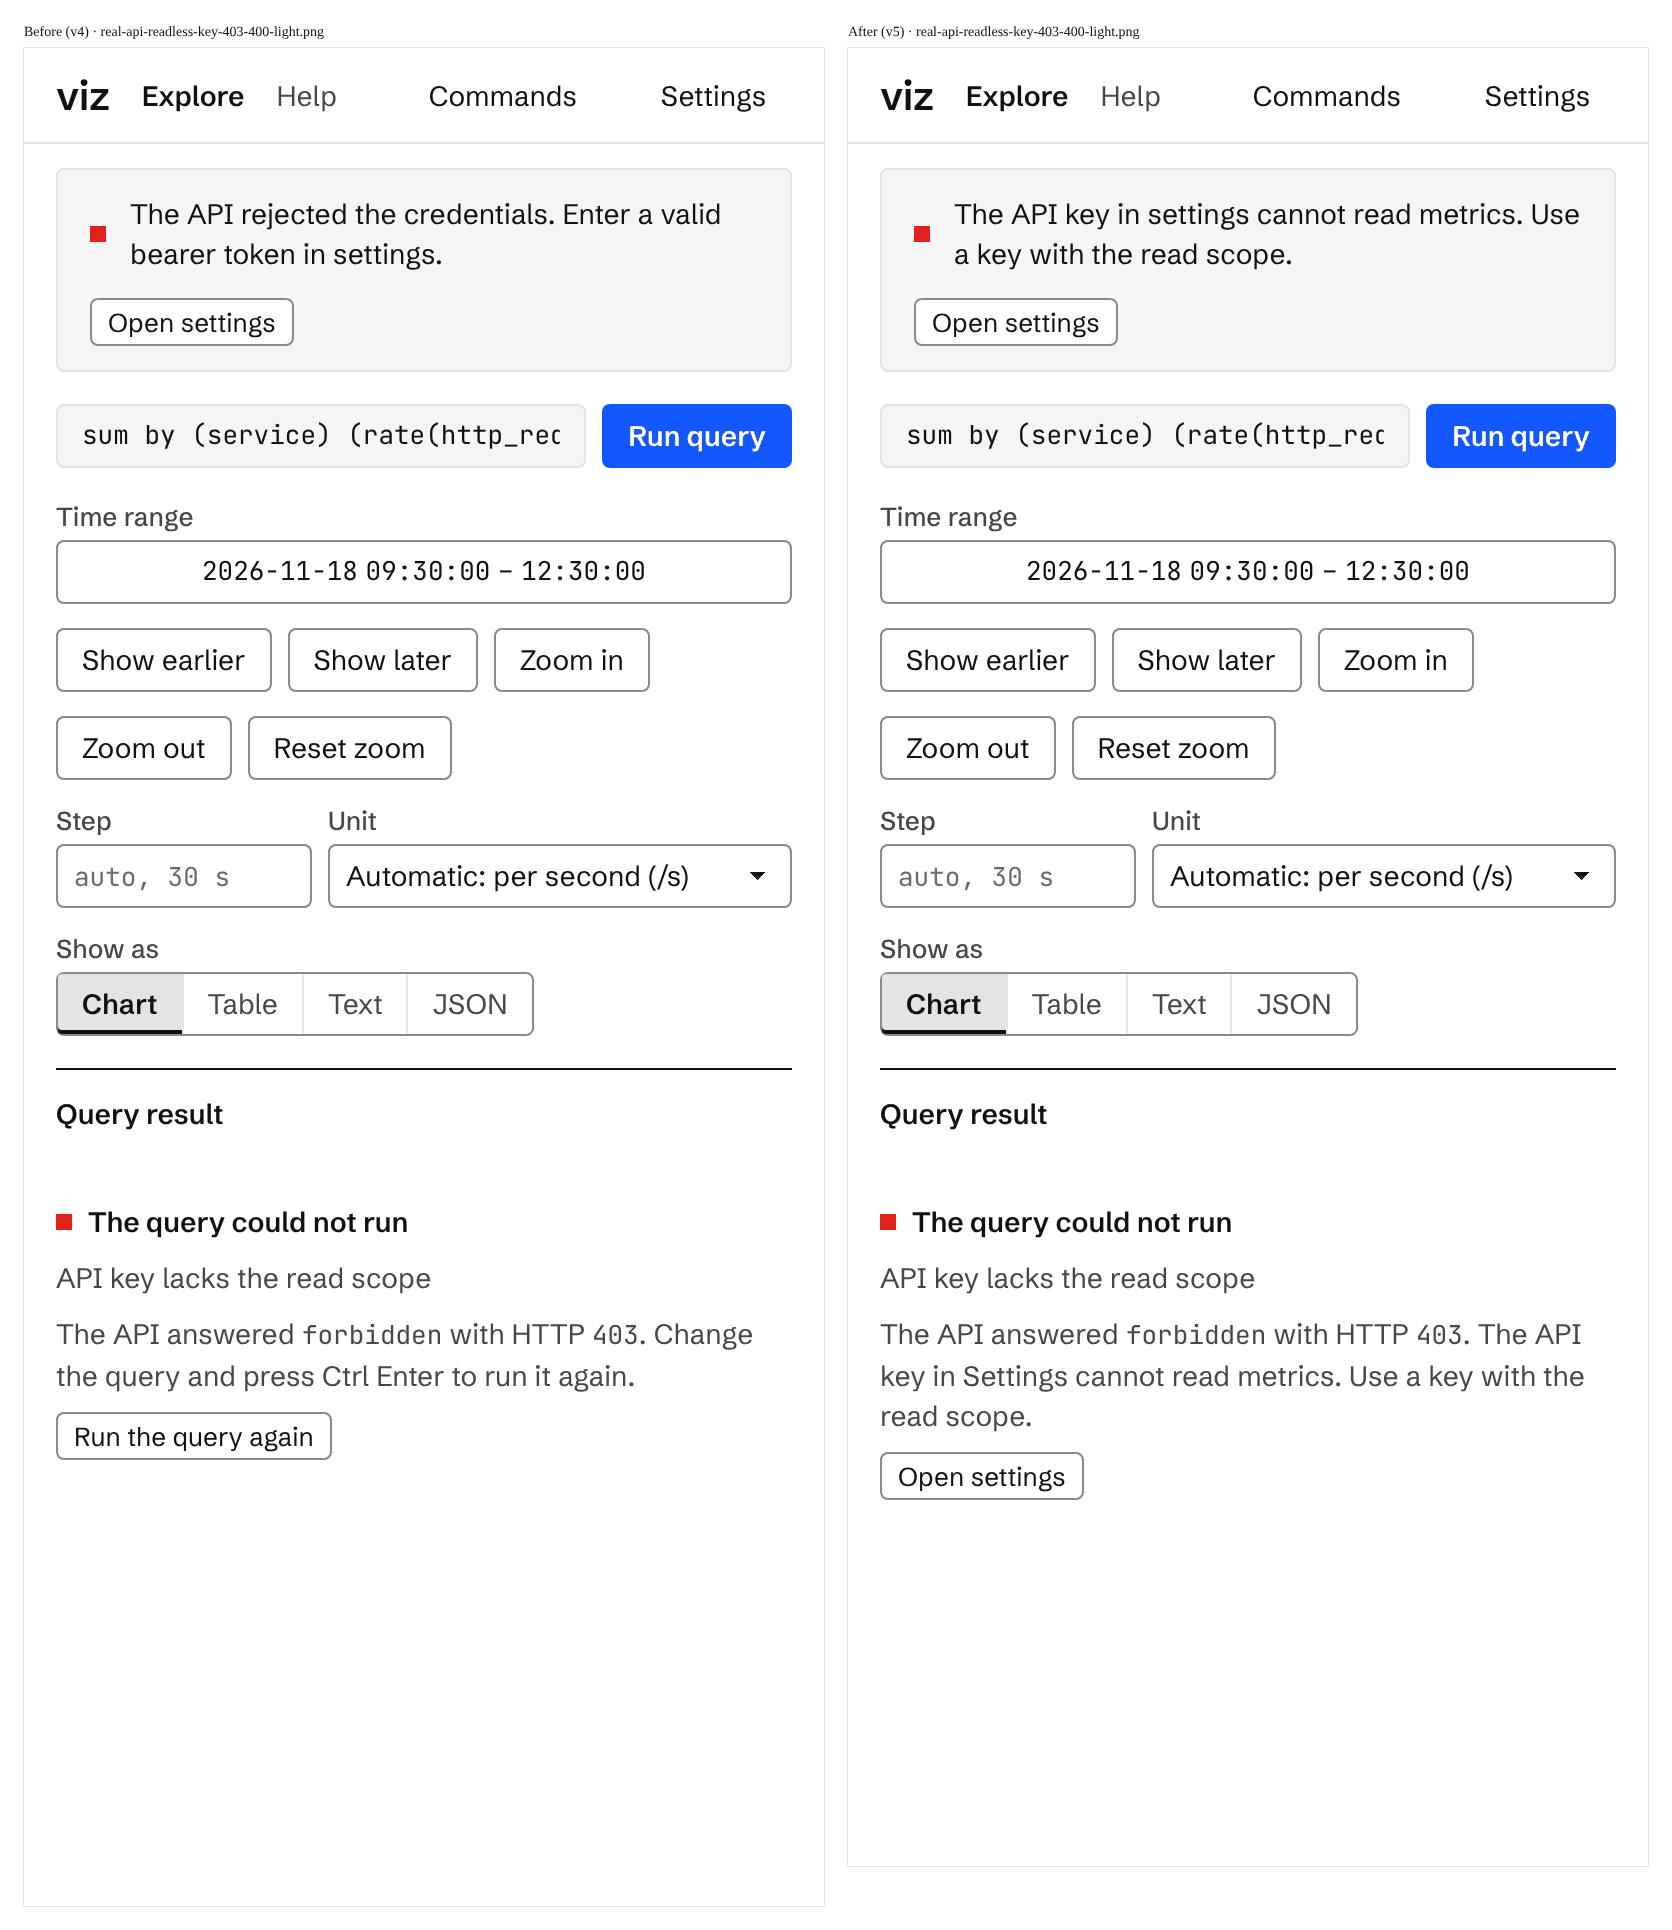 Before (v4) · real-api-readless-key-403-400-light.png
viz Explore Help Commands Settings
The API rejected the credentials. Enter a valid
bearer token in settings.
Open settings
sum by (service) (rate(http_rec Run query
Time range
2026-11-18 09:30:00 – 12:30:00
Show earlier Show later Zoom in
Zoom out Reset zoom
Step Unit
auto, 30 s Automatic: per second (/s)
Show as
Chart Table Text JSON
Query result
The query could not run
API key lacks the read scope
The API answered forbidden with HTTP 403. Change
the query and press Ctrl Enter to run it again.
Run the query again
After (v5) · real-api-readless-key-403-400-light.png
viz Explore Help Commands Settings
The API key in settings cannot read metrics. Use
a key with the read scope.
Open settings
sum by (service) (rate(http_rec Run query
Time range
2026-11-18 09:30:00 – 12:30:00
Show earlier Show later Zoom in
Zoom out Reset zoom
Step Unit
auto, 30 s Automatic: per second (/s)
Show as
Chart Table Text JSON
Query result
The query could not run
API key lacks the read scope
The API answered forbidden with HTTP 403. The API
key in Settings cannot read metrics. Use a key with the
read scope.
Open settings